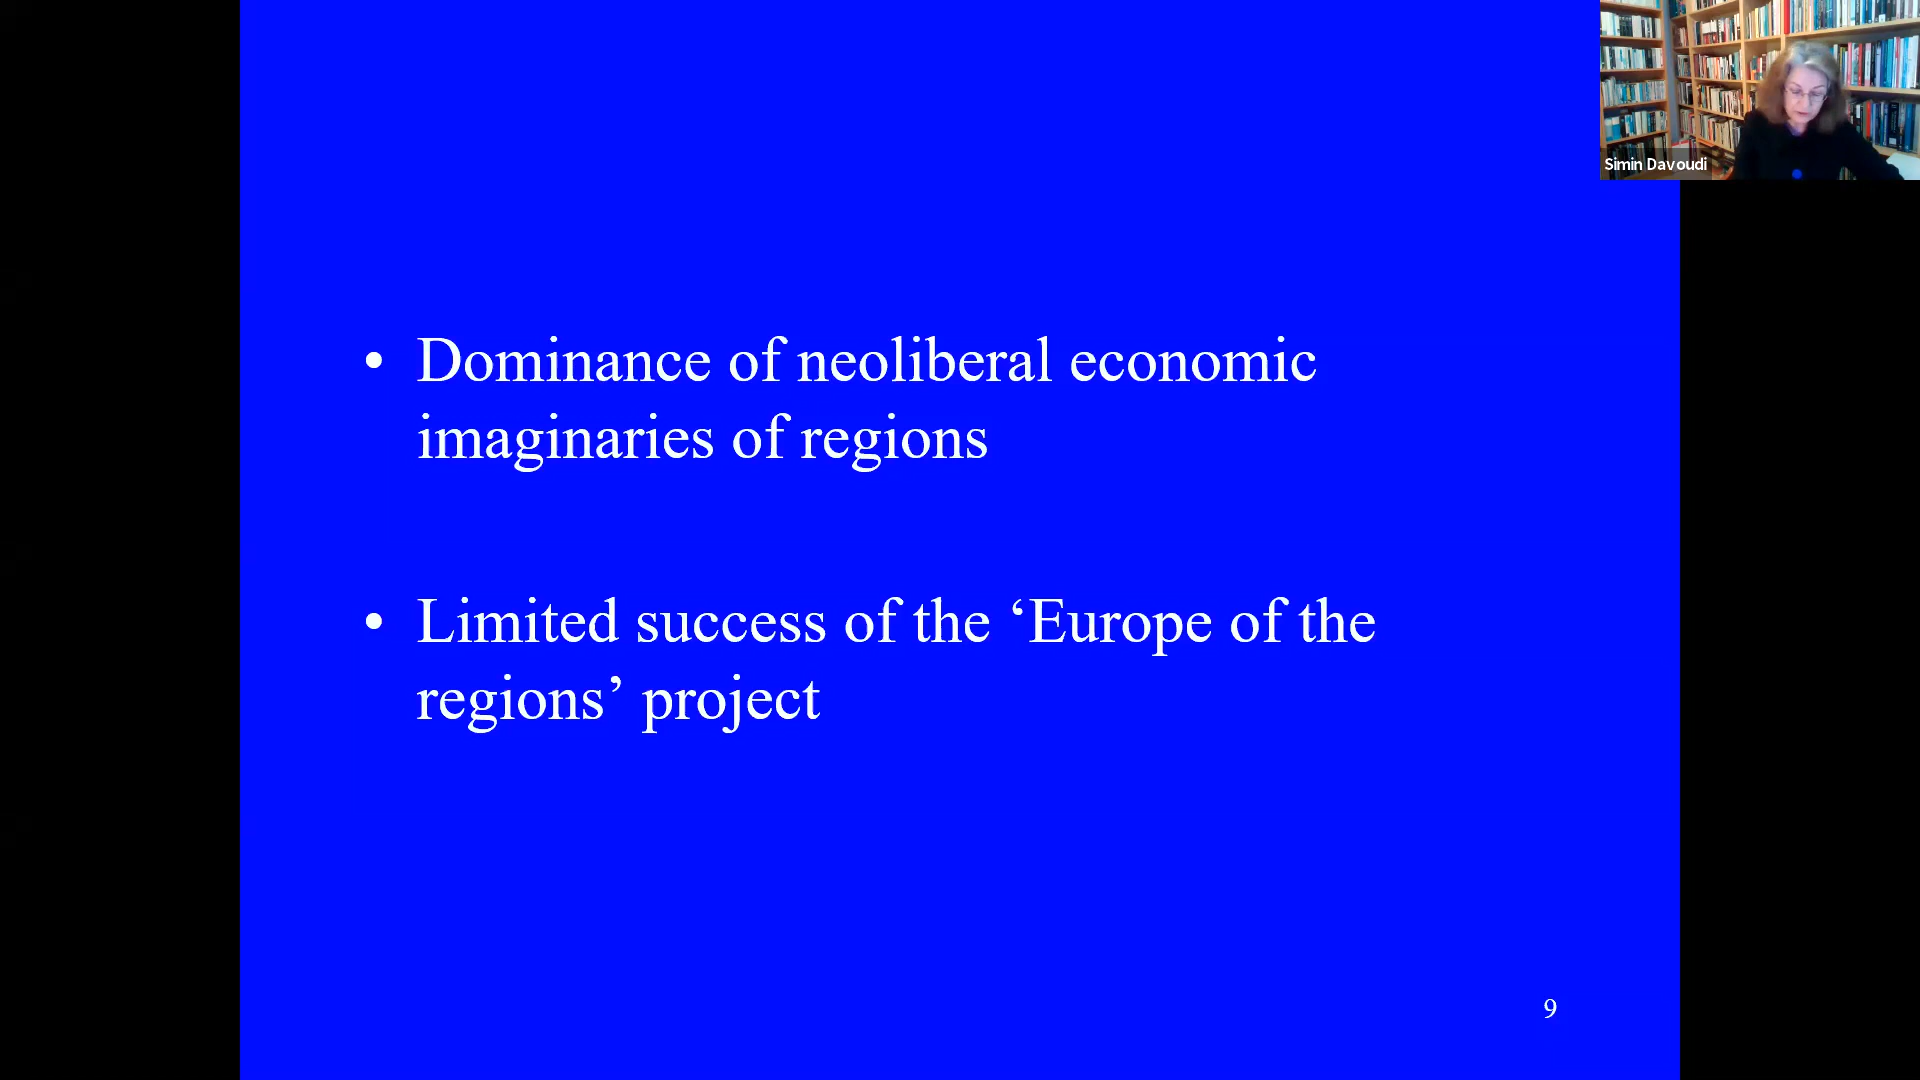 Simin Davoudi
• Dominance of neoliberal economic
imaginaries of regions
• Limited success of the ‘Europe of the
regions’ project
9